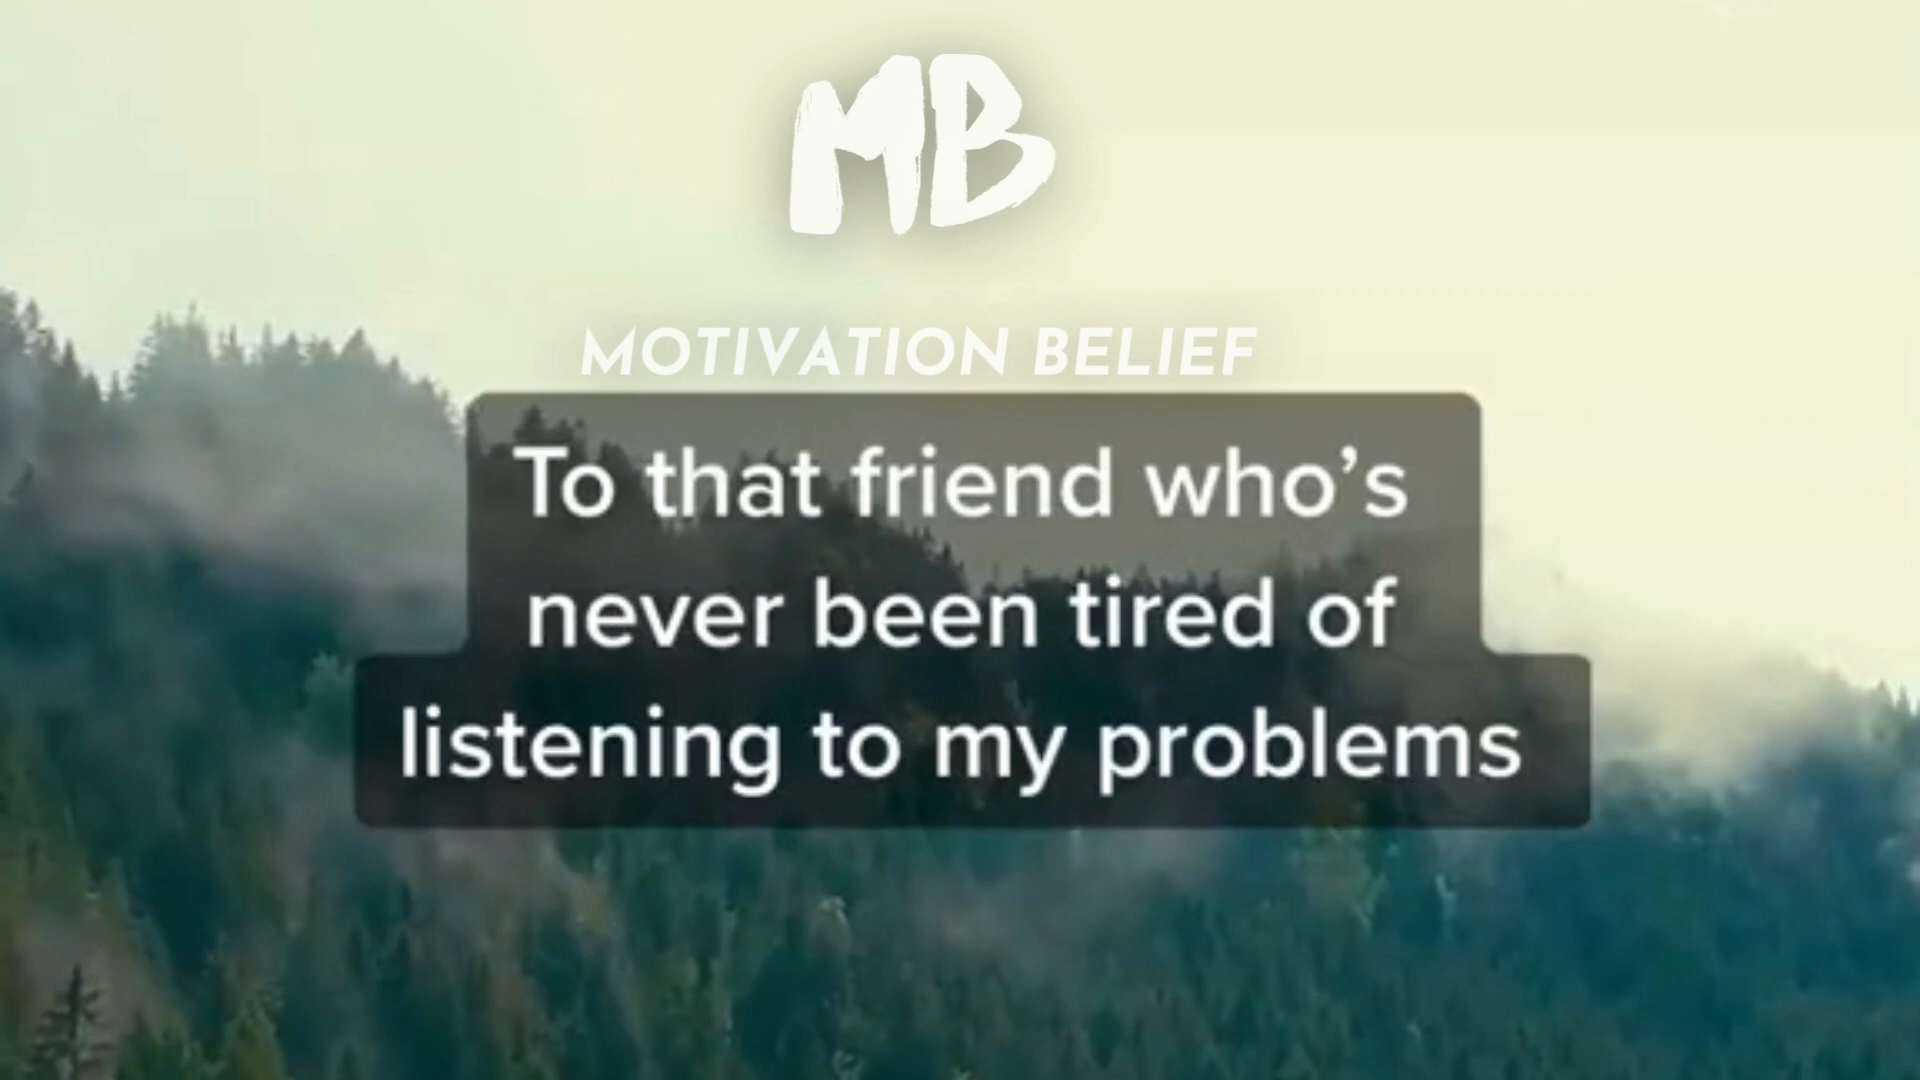 MB
MOTIVATION BELIEF
To that friend who's
never been tired of
listening to my problems